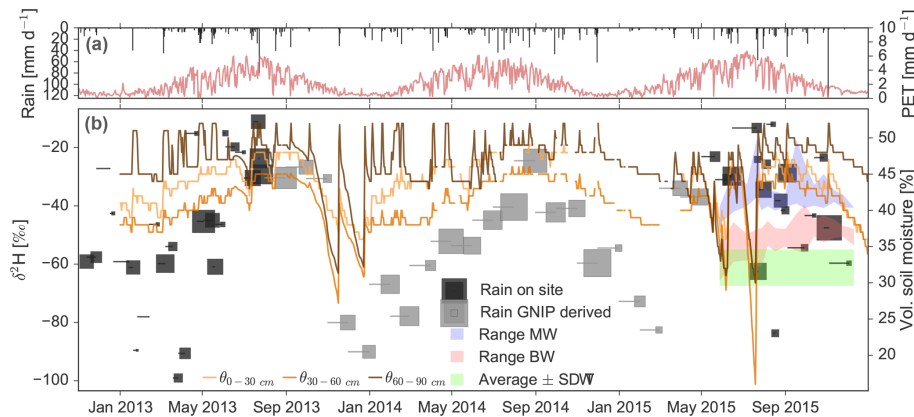 (a)
Rain [mm d⁻¹]
0
20
40
60
80
100
120
10
8
6
4
2
0
PET [mm d⁻¹]
(b)
δ²H [‰]
−20
−40
−60
−80
−100
50
45
40
35
30
25
20
Vol. soil moisture [%]
Rain on site
Rain GNIP derived
Range MW
Range BW
Average ± SDW
θ0−30 cm θ30−60 cm θ60−90 cm
Jan 2013 May 2013 Sep 2013 Jan 2014 May 2014 Sep 2014 Jan 2015 May 2015 Sep 2015